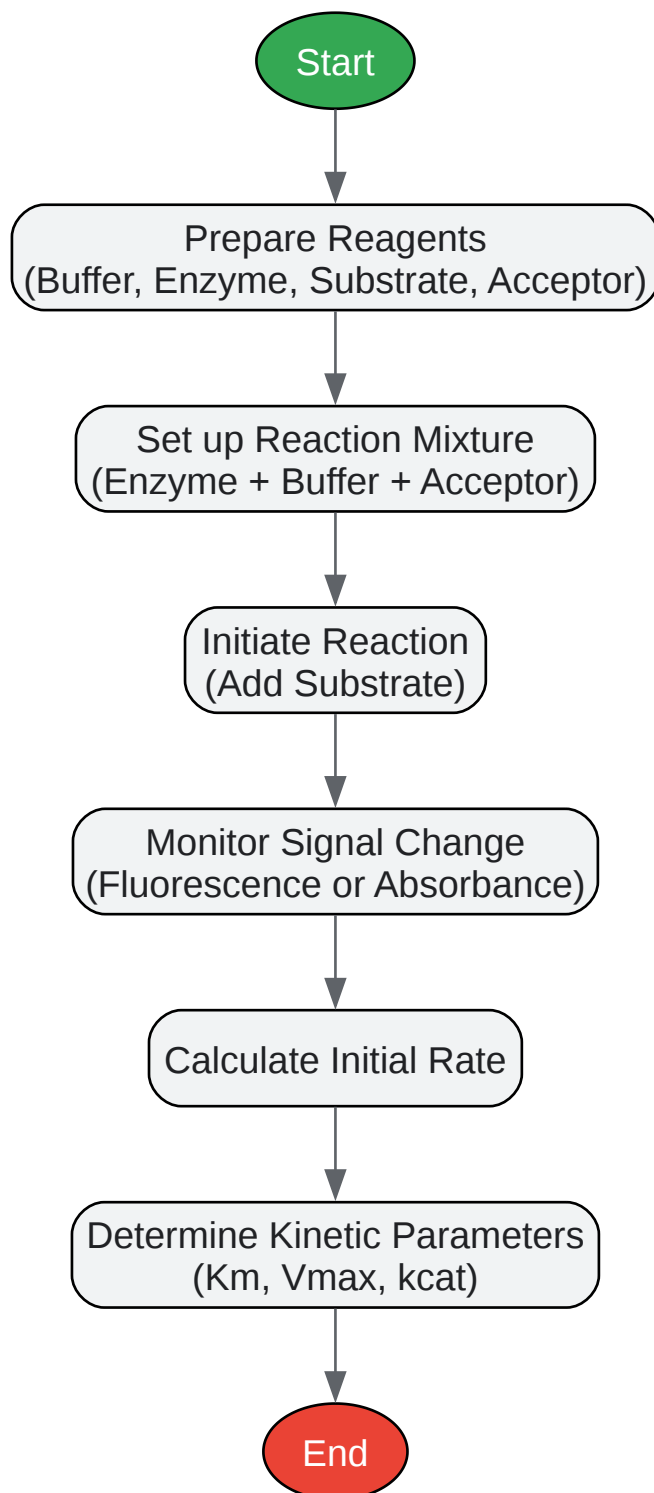 Start
Prepare Reagents
(Buffer, Enzyme, Substrate, Acceptor)
Set up Reaction Mixture
(Enzyme + Buffer + Acceptor)
Initiate Reaction
(Add Substrate)
Monitor Signal Change
(Fluorescence or Absorbance)
Calculate Initial Rate
Determine Kinetic Parameters
(Km, Vmax, kcat)
End